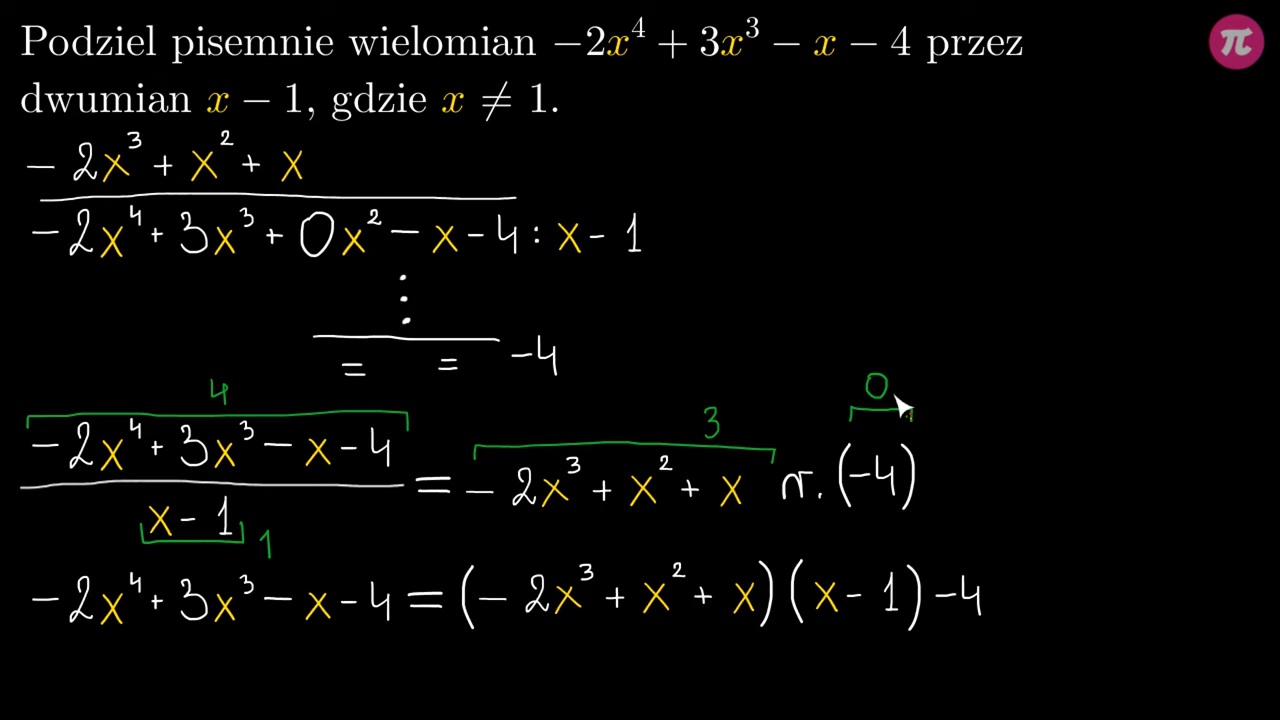 Podziel pisemnie wielomian −2x⁴ + 3x³ − x − 4 przez
dwumian x − 1, gdzie x ≠ 1.
π
− 2x³ + x² + x
− 2x⁴ + 3x³ + 0x² − x − 4 : x − 1
⋮
= = −4
4
− 2x⁴ + 3x³ − x − 4
x − 1
1
3
0
= − 2x³ + x² + x r. (−4)
− 2x⁴ + 3x³ − x − 4 = (− 2x³ + x² + x)(x − 1) − 4